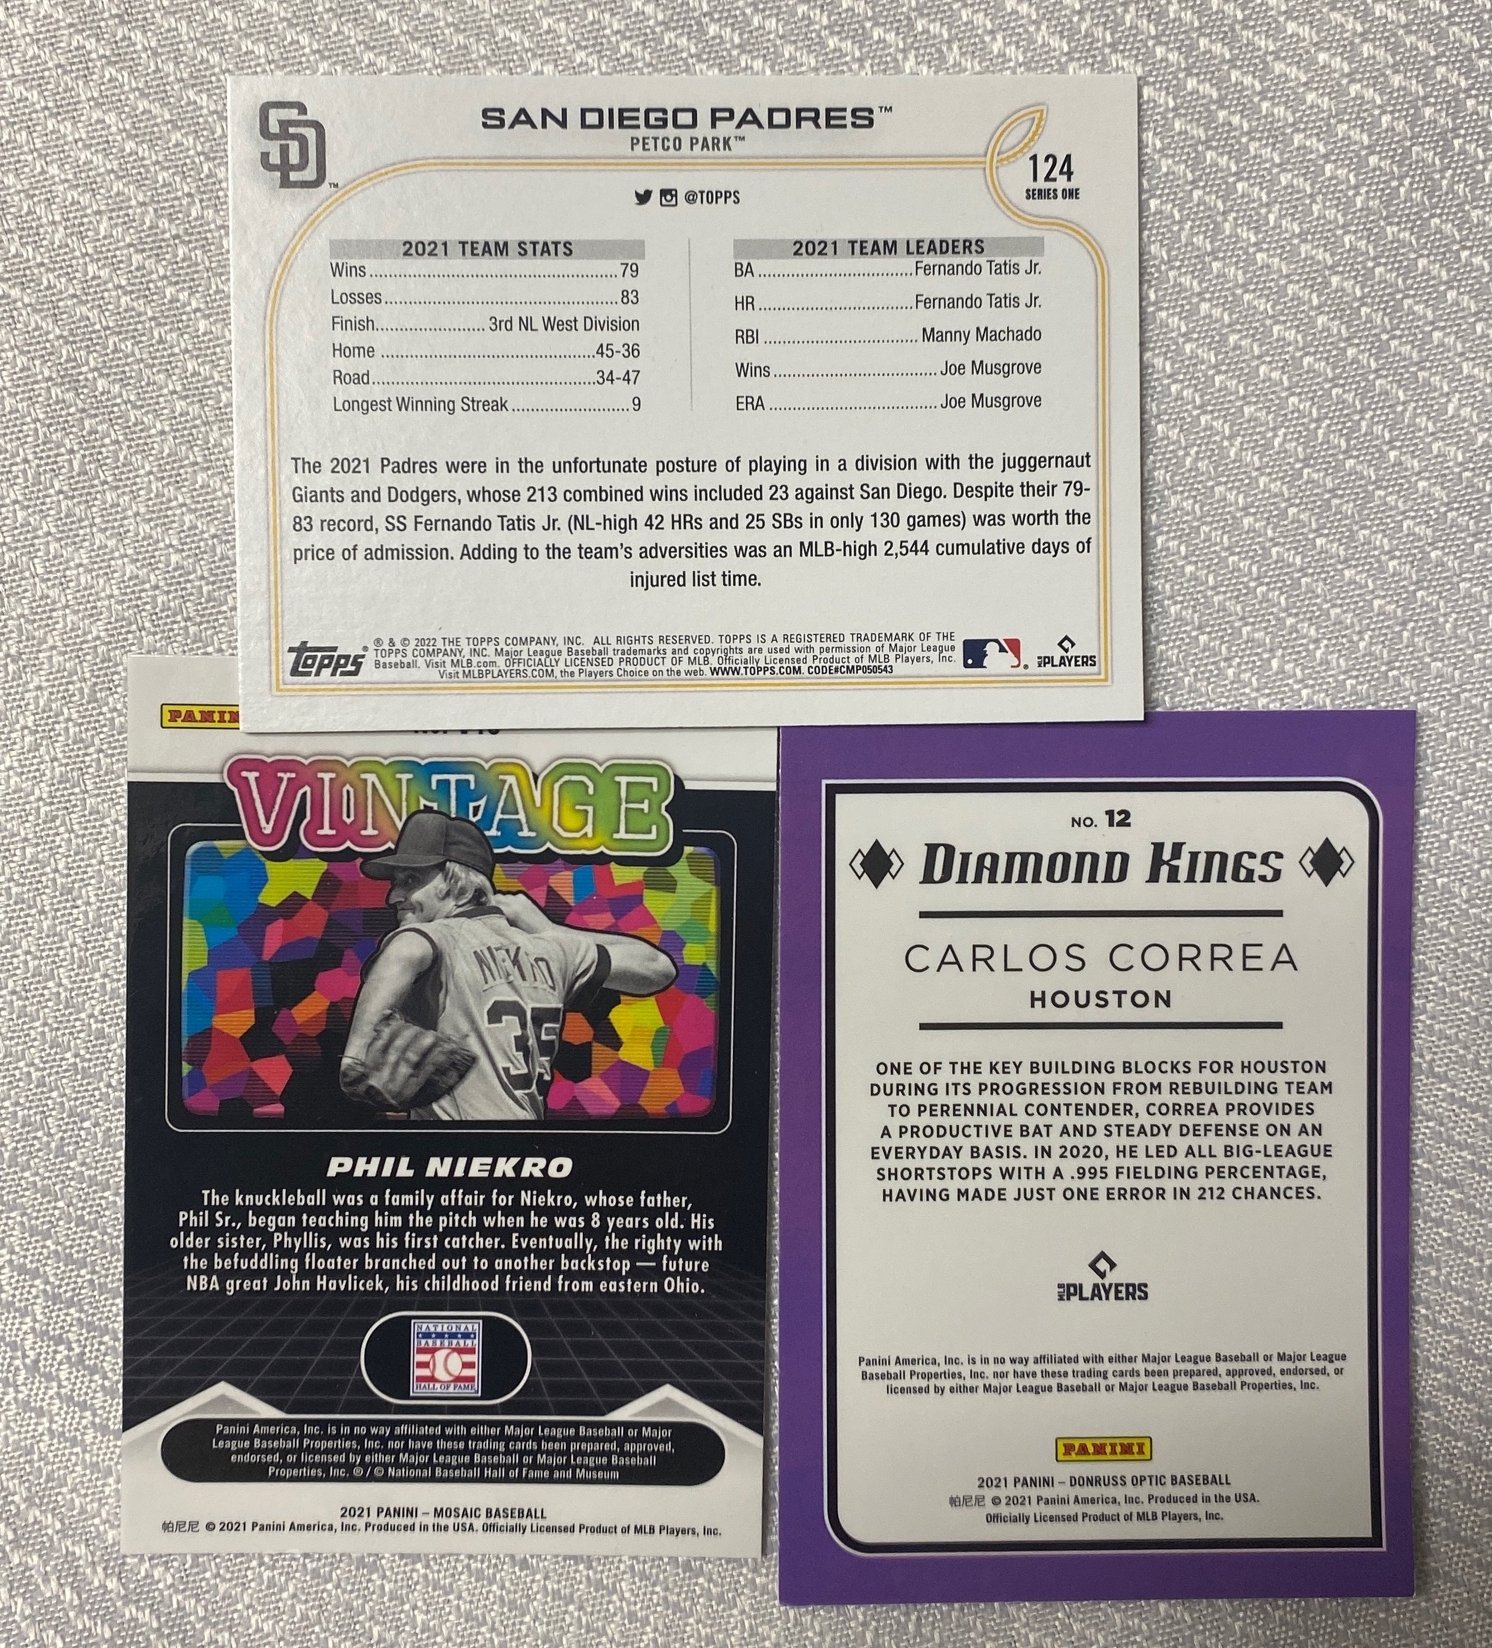 SD™
SAN DIEGO PADRES™
PETCO PARK™
124
SERIES ONE
@TOPPS
2021 TEAM STATS
Wins ........ 79
Losses ........ 83
Finish ........ 3rd NL West Division
Home ........ 45-36
Road ........ 34-47
Longest Winning Streak ........ 9
2021 TEAM LEADERS
BA ........ Fernando Tatis Jr.
HR ........ Fernando Tatis Jr.
RBI ........ Manny Machado
Wins ........ Joe Musgrove
ERA ........ Joe Musgrove
The 2021 Padres were in the unfortunate posture of playing in a division with the juggernaut
Giants and Dodgers, whose 213 combined wins included 23 against San Diego. Despite their 79-
83 record, SS Fernando Tatis Jr. (NL-high 42 HRs and 25 SBs in only 130 games) was worth the
price of admission. Adding to the team's adversities was an MLB-high 2,544 cumulative days of
injured list time.
topps®
® & © 2022 THE TOPPS COMPANY, INC. ALL RIGHTS RESERVED. TOPPS IS A REGISTERED TRADEMARK OF THE
TOPPS COMPANY, INC. Major League Baseball trademarks and copyrights are used with permission of Major League
Baseball. Visit MLB.com. OFFICIALLY LICENSED PRODUCT OF MLB. Officially Licensed Product of MLB Players, Inc.
Visit MLBPLAYERS.COM, the Players Choice on the web. WWW.TOPPS.COM. CODE#CMP050543
MLB PLAYERS
PANINI
VINTAGE
NIEKRO
35
PHIL NIEKRO
The knuckleball was a family affair for Niekro, whose father,
Phil Sr., began teaching him the pitch when he was 8 years old. His
older sister, Phyllis, was his first catcher. Eventually, the righty with
the befuddling floater branched out to another backstop — future
NBA great John Havlicek, his childhood friend from eastern Ohio.
NATIONAL
BASEBALL
HALL OF FAME
Panini America, Inc. is in no way affiliated with either Major League Baseball or Major
League Baseball Properties, Inc. nor have these trading cards been prepared, approved,
endorsed, or licensed by either Major League Baseball or Major League Baseball
Properties, Inc. ® / © National Baseball Hall of Fame and Museum
2021 PANINI – MOSAIC BASEBALL
帕尼尼 © 2021 Panini America, Inc. Produced in the USA. Officially Licensed Product of MLB Players, Inc.
NO. 12
DIAMOND KINGS
CARLOS CORREA
HOUSTON
ONE OF THE KEY BUILDING BLOCKS FOR HOUSTON
DURING ITS PROGRESSION FROM REBUILDING TEAM
TO PERENNIAL CONTENDER, CORREA PROVIDES
A PRODUCTIVE BAT AND STEADY DEFENSE ON AN
EVERYDAY BASIS. IN 2020, HE LED ALL BIG-LEAGUE
SHORTSTOPS WITH A .995 FIELDING PERCENTAGE,
HAVING MADE JUST ONE ERROR IN 212 CHANCES.
MLB PLAYERS
Panini America, Inc. is in no way affiliated with either Major League Baseball or Major League
Baseball Properties, Inc. nor have these trading cards been prepared, approved, endorsed, or
licensed by either Major League Baseball or Major League Baseball Properties, Inc.
PANINI
2021 PANINI – DONRUSS OPTIC BASEBALL
帕尼尼 © 2021 Panini America, Inc. Produced in the USA.
Officially Licensed Product of MLB Players, Inc.